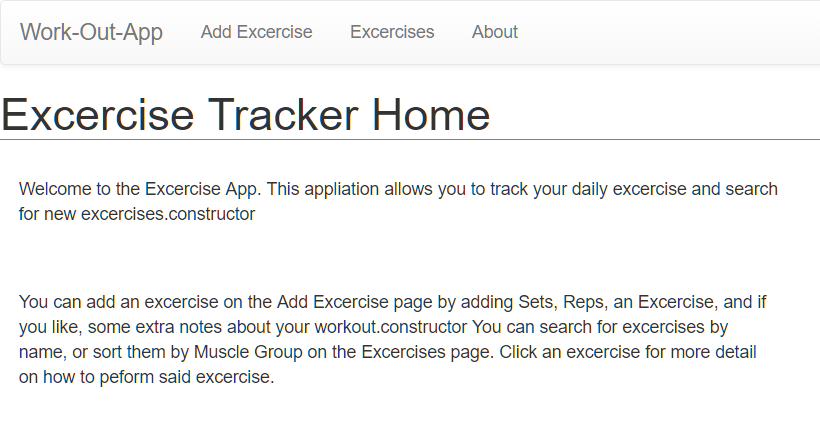 Work-Out-App Add Excercise Excercises About
Excercise Tracker Home
Welcome to the Excercise App. This appliation allows you to track your daily excercise and search
for new excercises.constructor
You can add an excercise on the Add Excercise page by adding Sets, Reps, an Excercise, and if
you like, some extra notes about your workout.constructor You can search for excercises by
name, or sort them by Muscle Group on the Excercises page. Click an excercise for more detail
on how to peform said excercise.